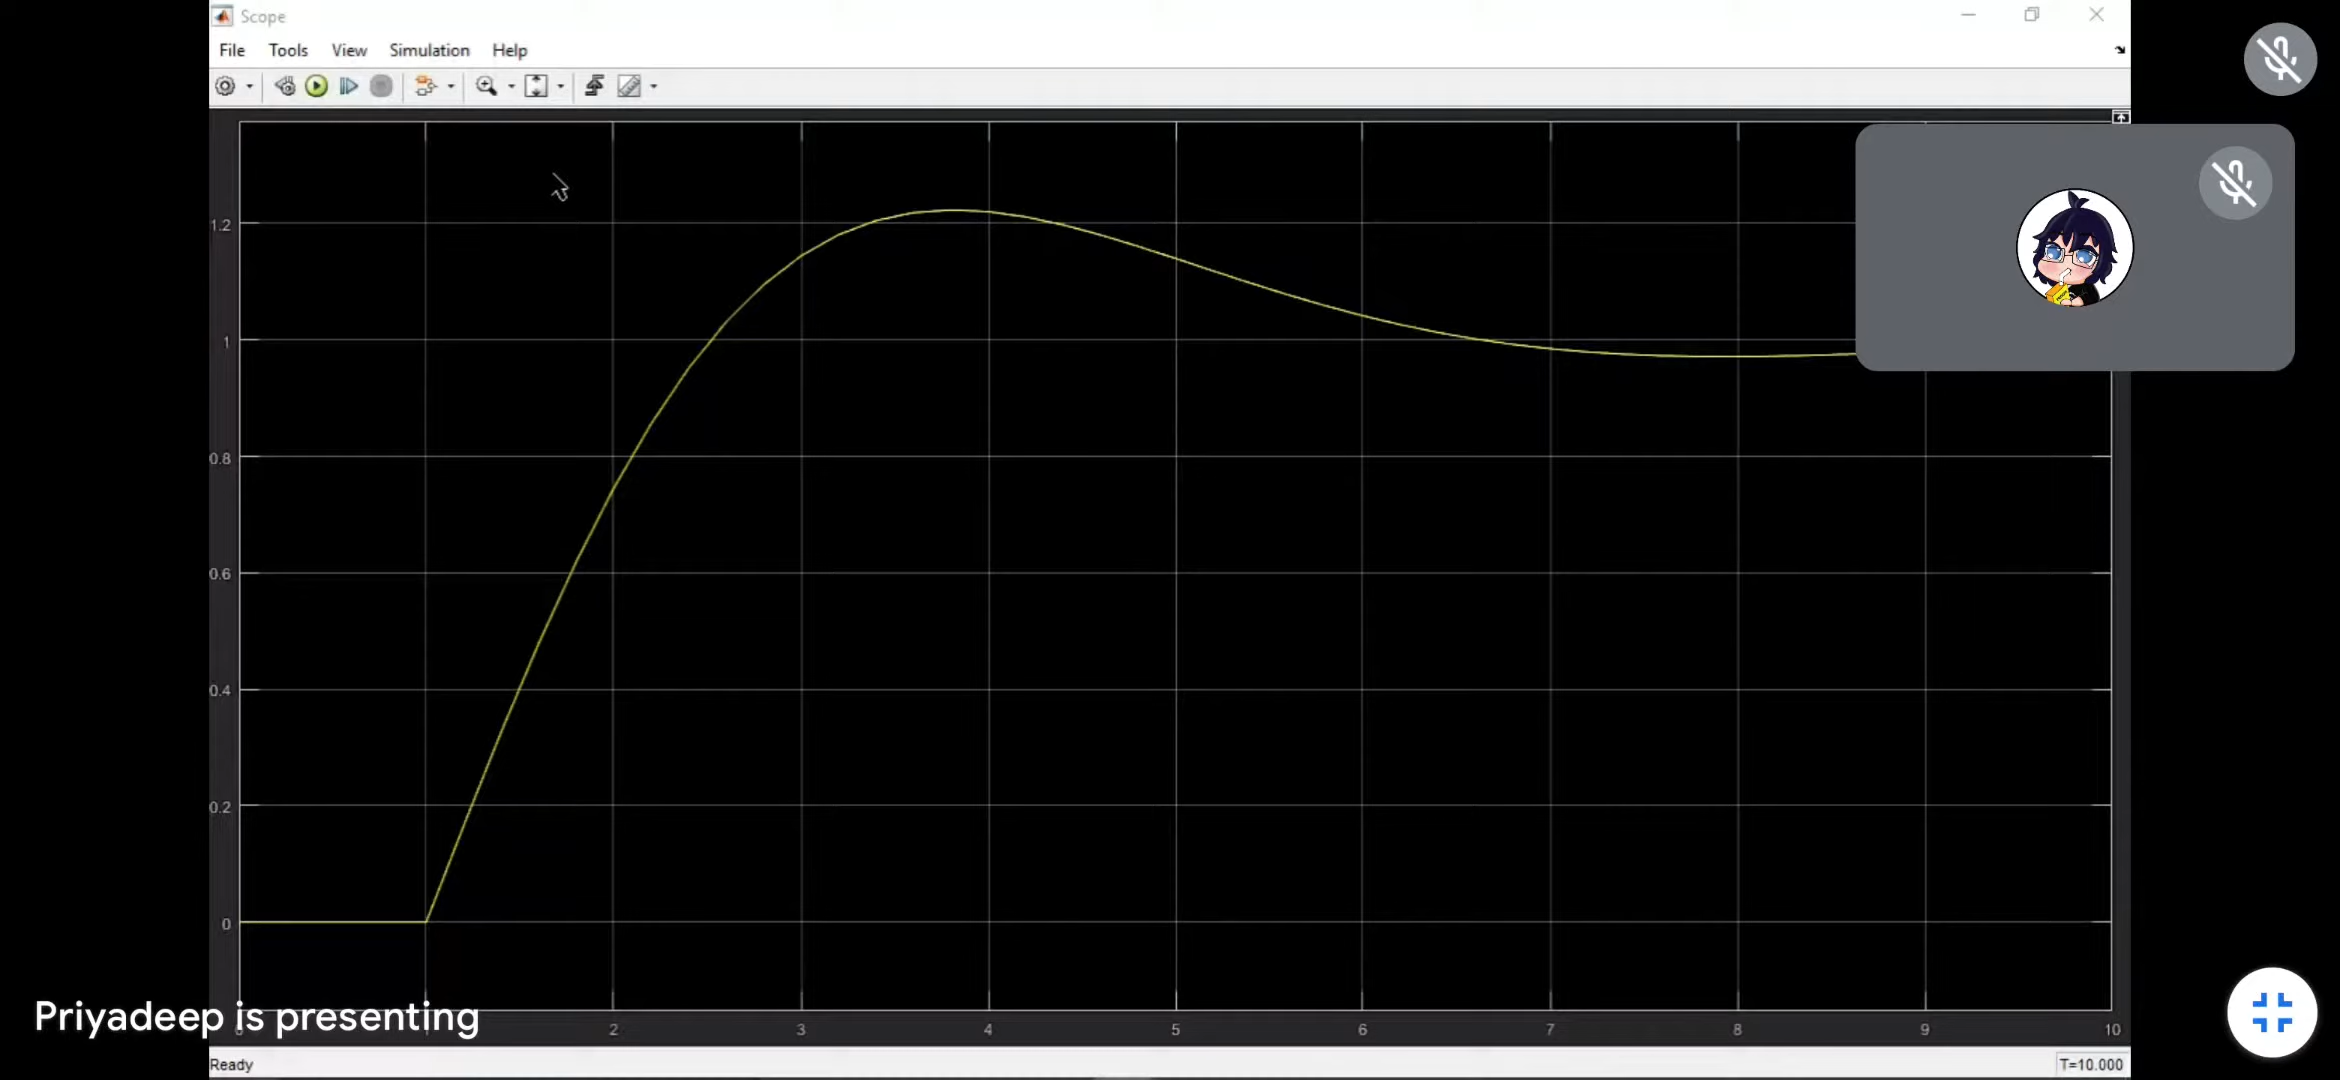 Scope
File Tools View Simulation Help
1.2
1
0.8
0.6
0.4
0.2
0
2 3 4 5 6 7 8 9 10
Priyadeep is presenting
Ready
T=10.000